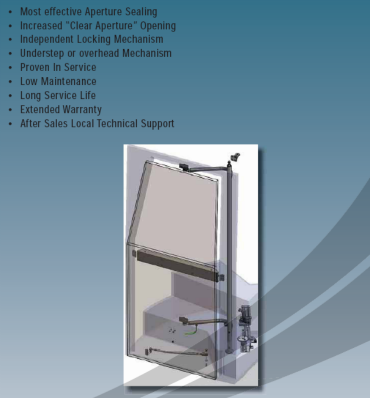 • Most effective Aperture Sealing
• Increased "Clear Aperture" Opening
• Independent Locking Mechanism
• Understep or overhead Mechanism
• Proven In Service
• Low Maintenance
• Long Service Life
• Extended Warranty
• After Sales Local Technical Support